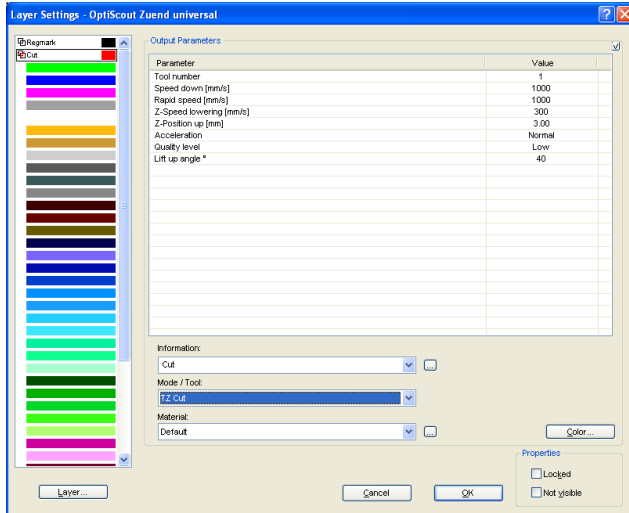 Layer Settings - OptiScout Zuend universal
Regmark
Cut
Output Parameters
Parameter Value
Tool number 1
Speed down [mm/s] 1000
Rapid speed [mm/s] 1000
Z-Speed lowering [mm/s] 300
Z-Position up [mm] 3.00
Acceleration Normal
Quality level Low
Lift up angle ° 40
Information:
Cut
...
Mode / Tool:
TZ Cut
Material:
Default
...
Color...
Properties
Locked
Not visible
Layer...
Cancel
OK